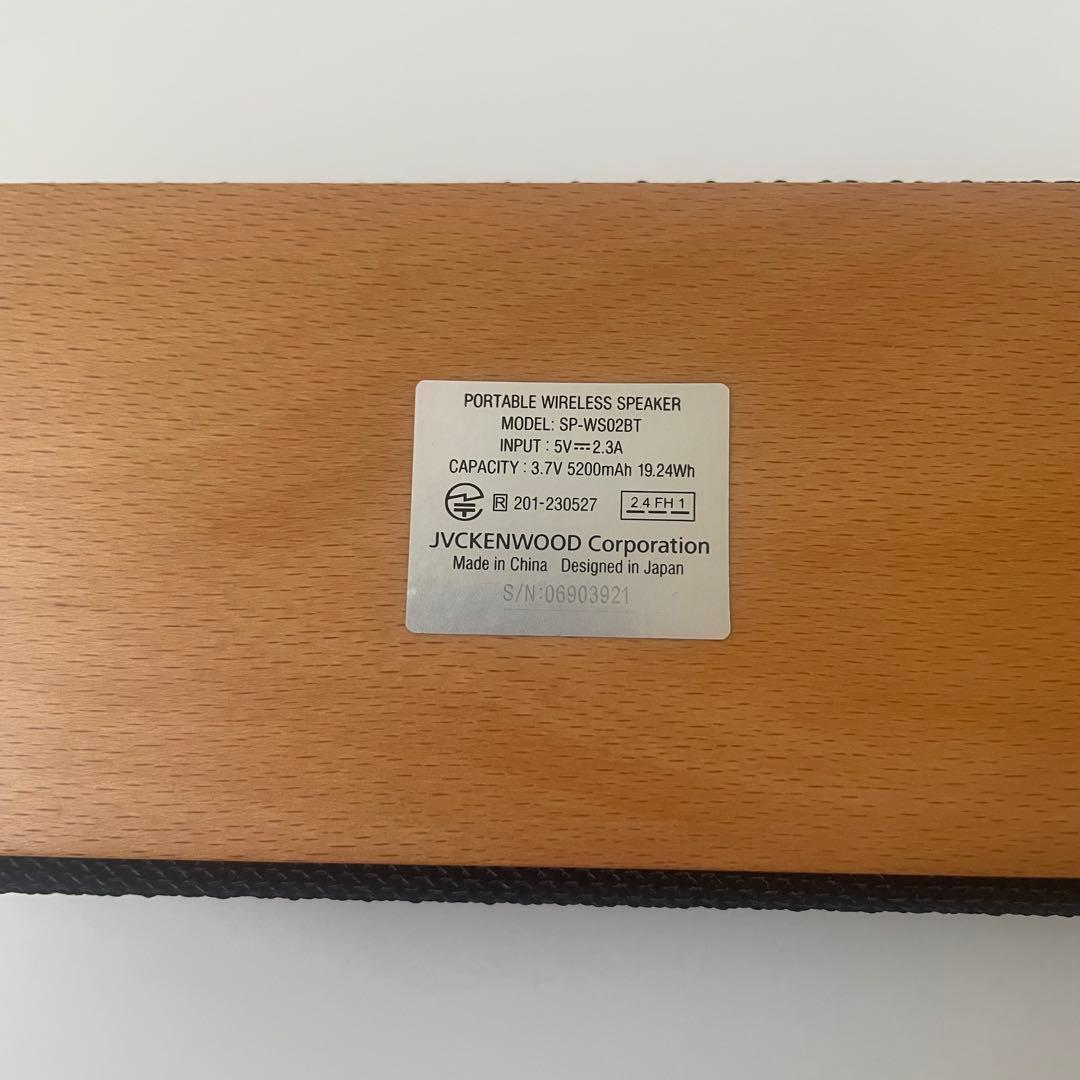 PORTABLE WIRELESS SPEAKER
MODEL: SP-WS02BT
INPUT : 5V⎓2.3A
CAPACITY : 3.7V 5200mAh 19.24Wh
R 201-230527 2.4 FH 1
JVCKENWOOD Corporation
Made in China Designed in Japan
S/N:06903921